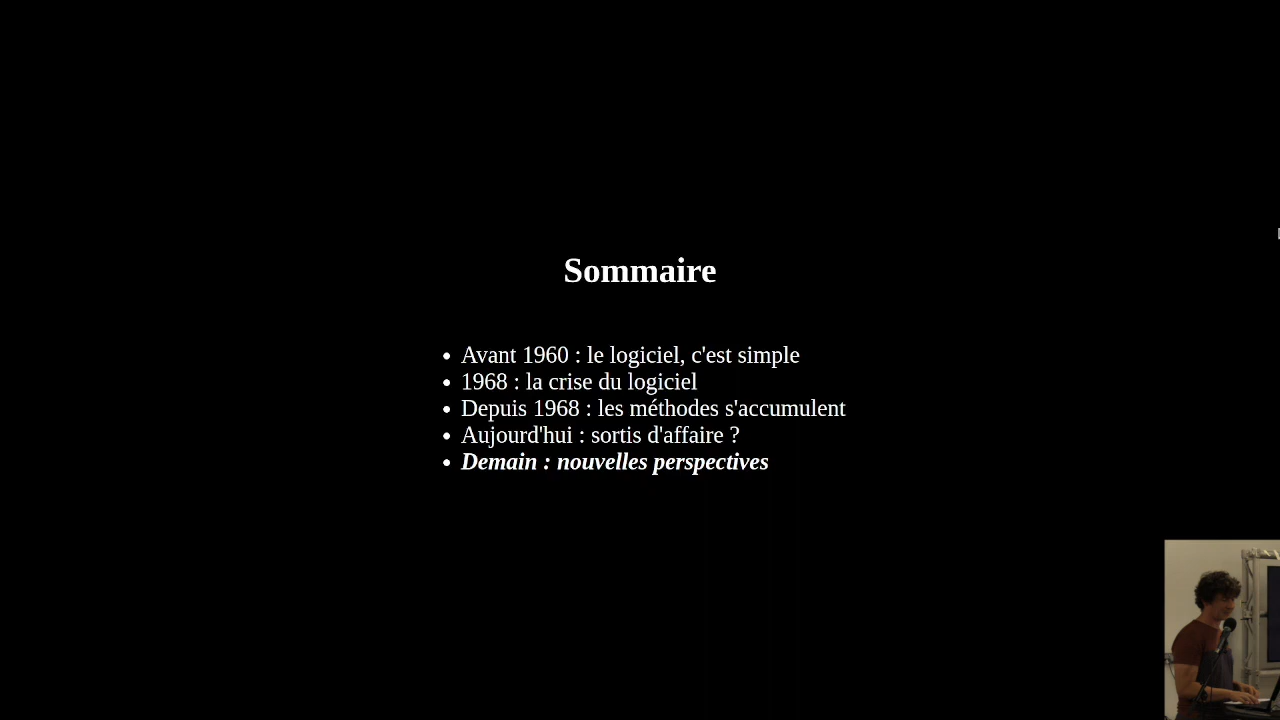 Sommaire
Avant 1960 : le logiciel, c'est simple
1968 : la crise du logiciel
Depuis 1968 : les méthodes s'accumulent
Aujourd'hui : sortis d'affaire ?
Demain : nouvelles perspectives